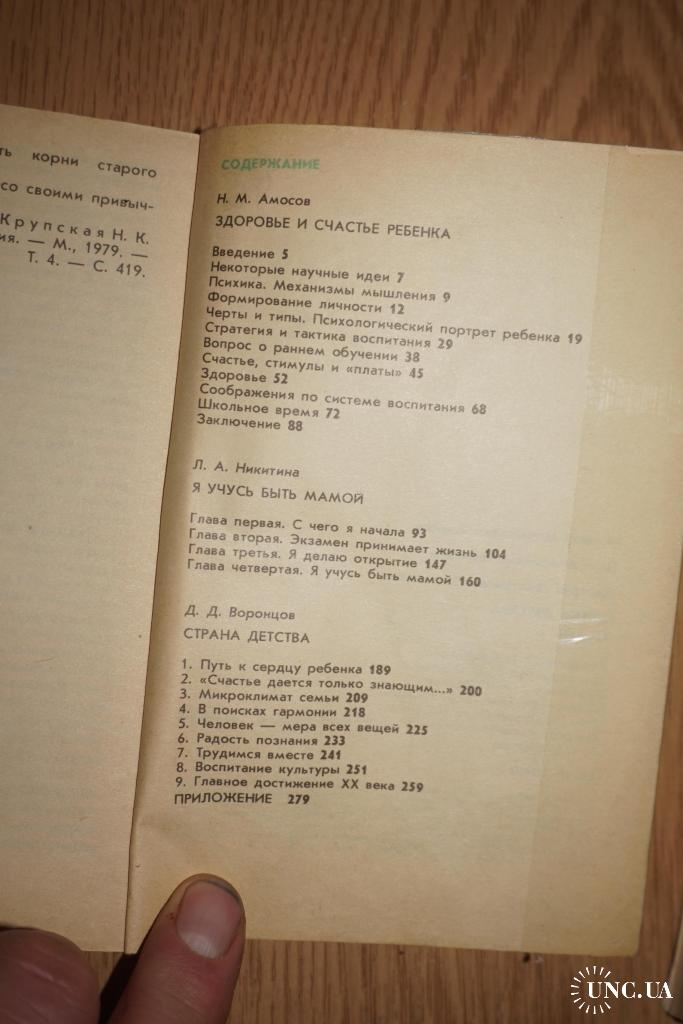 ть корни старого
со своими привыч-
Крупская Н. К.
ия. — М., 1979. —
Т. 4. — С. 419.
СОДЕРЖАНИЕ
Н. М. Амосов
ЗДОРОВЬЕ И СЧАСТЬЕ РЕБЕНКА
Введение 5
Некоторые научные идеи 7
Психика. Механизмы мышления 9
Формирование личности 12
Черты и типы. Психологический портрет ребенка 19
Стратегия и тактика воспитания 29
Вопрос о раннем обучении 38
Счастье, стимулы и «платы» 45
Здоровье 52
Соображения по системе воспитания 68
Школьное время 72
Заключение 88
Л. А. Никитина
Я УЧУСЬ БЫТЬ МАМОЙ
Глава первая. С чего я начала 93
Глава вторая. Экзамен принимает жизнь 104
Глава третья. Я делаю открытие 147
Глава четвертая. Я учусь быть мамой 160
Д. Д. Воронцов
СТРАНА ДЕТСТВА
1. Путь к сердцу ребенка 189
2. «Счастье дается только знающим...» 200
3. Микроклимат семьи 209
4. В поисках гармонии 218
5. Человек — мера всех вещей 225
6. Радость познания 233
7. Трудимся вместе 241
8. Воспитание культуры 251
9. Главное достижение XX века 259
ПРИЛОЖЕНИЕ 279
UNC.UA